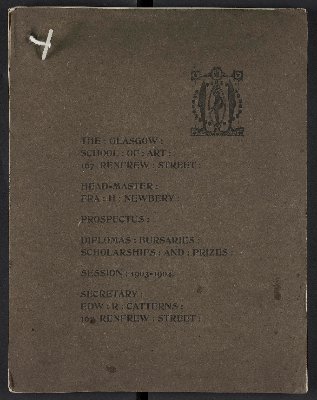 THE : GLASGOW :
SCHOOL : OF : ART :
167 RENFREW : STREET :
HEAD-MASTER :
FRA : H : NEWBERY :
PROSPECTUS :
DIPLOMAS : BURSARIES :
SCHOLARSHIPS : AND : PRIZES :
SESSION : 1903-1904
SECRETARY :
EDW : R : CATTERNS :
167 RENFREW : STREET :